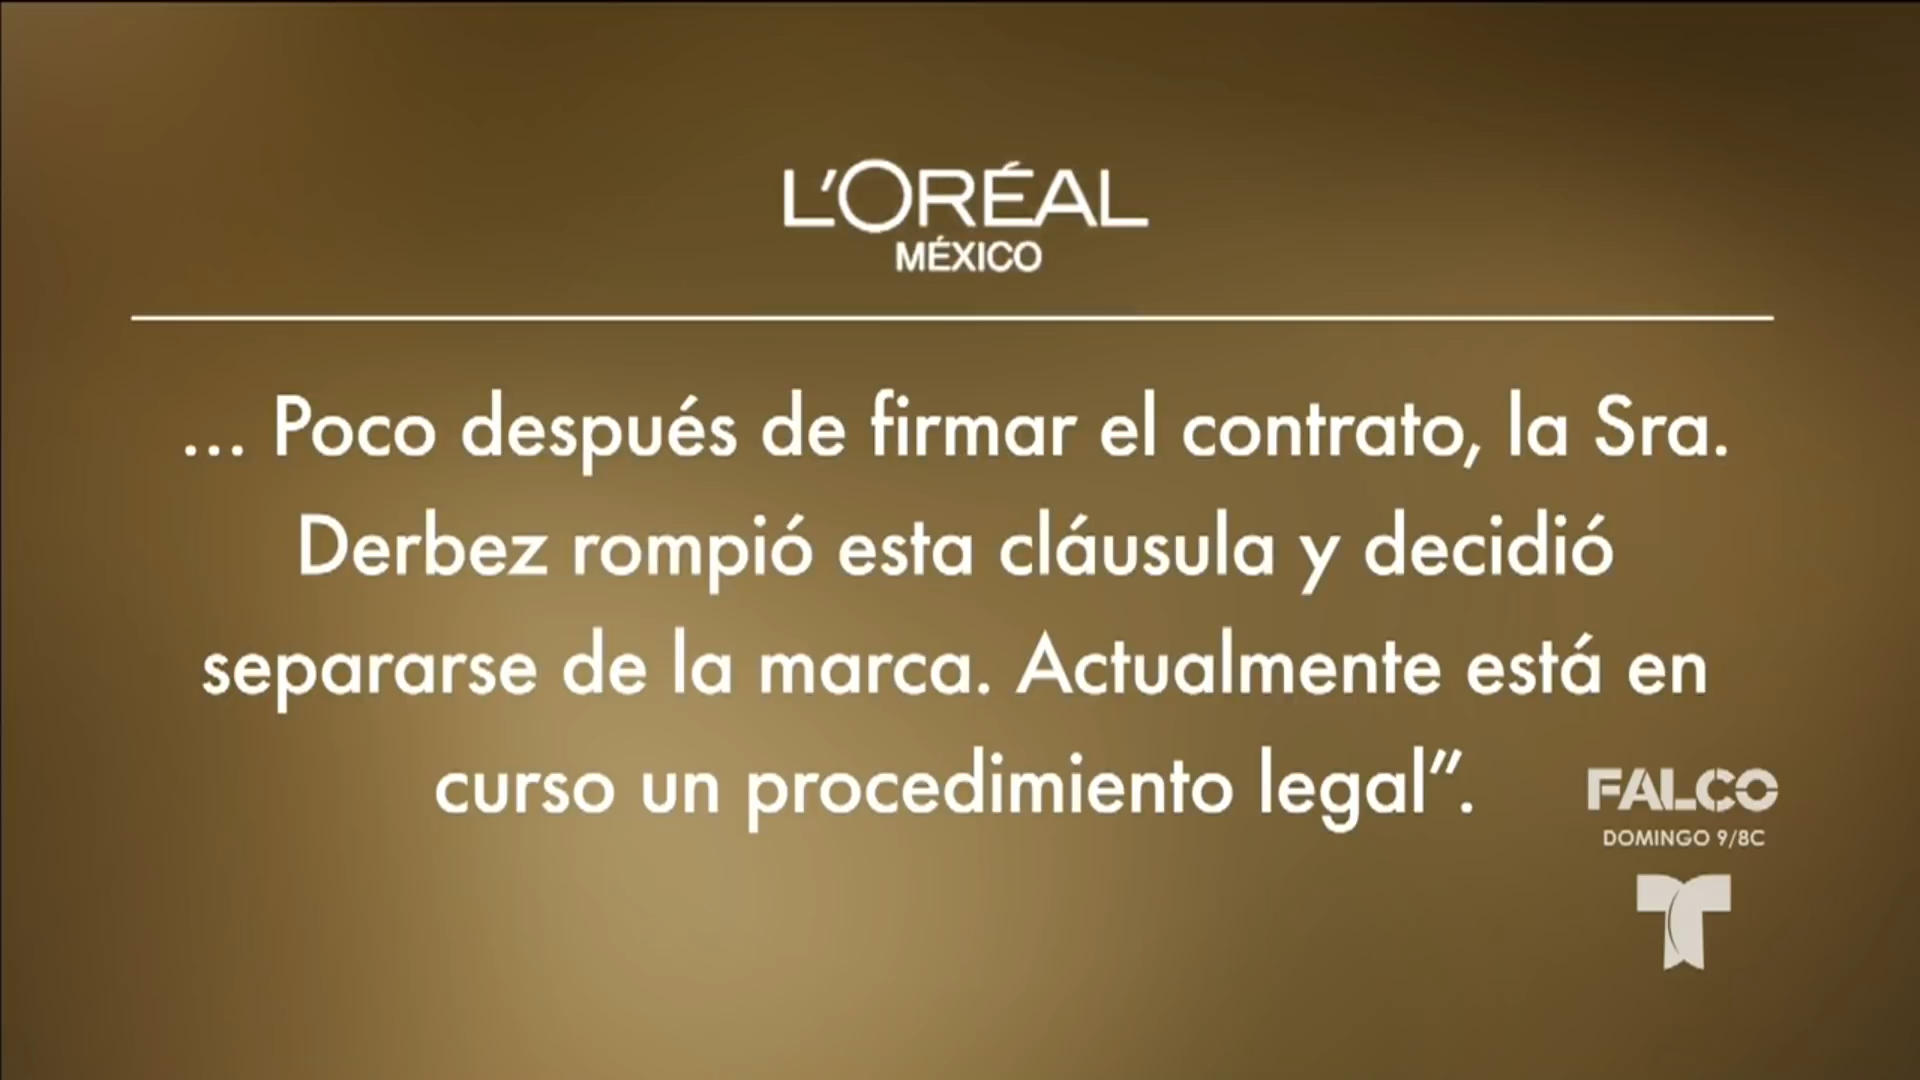 L'ORÉAL
MÉXICO
... Poco después de firmar el contrato, la Sra.
Derbez rompió esta cláusula y decidió
separarse de la marca. Actualmente está en
curso un procedimiento legal”.
FALCO
DOMINGO 9/8C